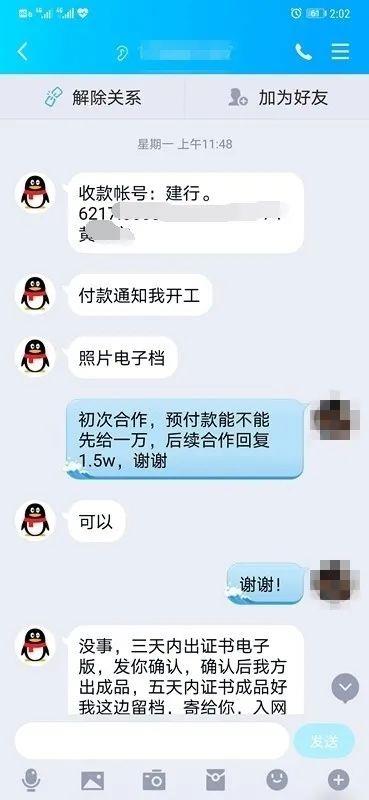 2:02
解除关系
加为好友
星期一 上午11:48
收款帐号：建行。
6217
黄
付款通知我开工
照片电子档
初次合作，预付款能不能
先给一万，后续合作回复
1.5w，谢谢
可以
谢谢！
没事，三天内出证书电子
版，发你确认，确认后我方
出成品，五天内证书成品好
我这边留档，寄给你，入网
发送